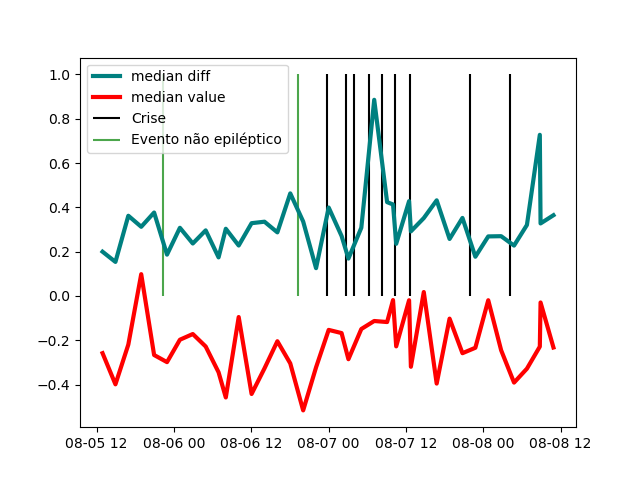 median diff
median value
Crise
Evento não epiléptico
1.0
0.8
0.6
0.4
0.2
0.0
−0.2
−0.4
08-05 12 08-06 00 08-06 12 08-07 00 08-07 12 08-08 00 08-08 12